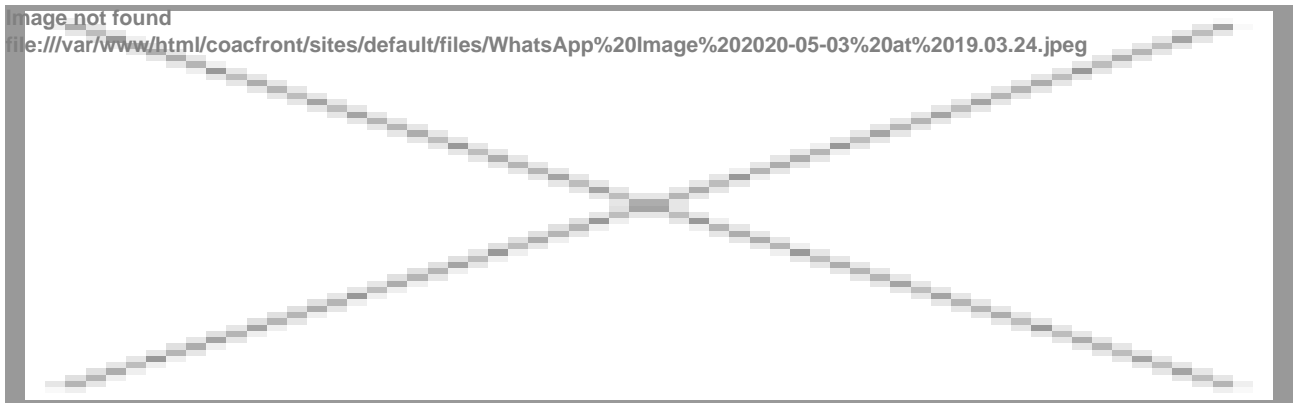 Image not found
file:///var/www/html/coacfront/sites/default/files/WhatsApp%20Image%202020-05-03%20at%2019.03.24.jpeg